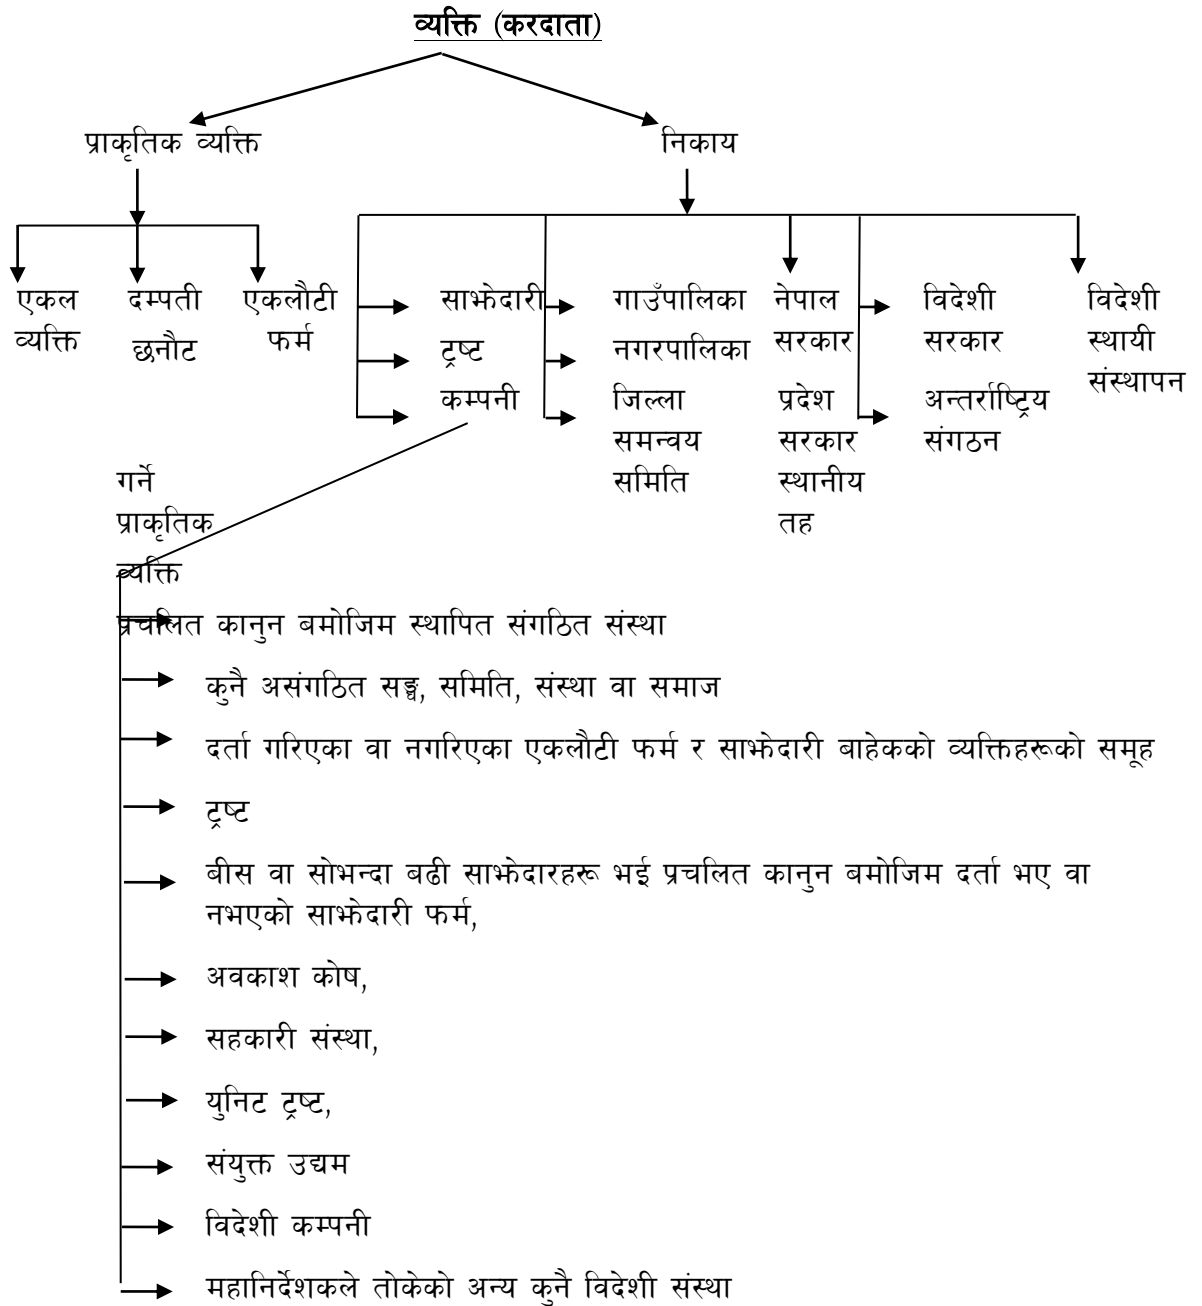 व्यक्ति (करदाता)
प्राकृतिक व्यक्ति
निकाय
एकल
व्यक्ति
दम्पती
छनौट
एकलौटी
फर्म
साझेदारी
ट्रष्ट
कम्पनी
गाउँपालिका
नगरपालिका
जिल्ला
समन्वय
समिति
नेपाल
सरकार
प्रदेश
सरकार
स्थानीय
तह
विदेशी
सरकार
अन्तर्राष्ट्रिय
संगठन
विदेशी
स्थायी
संस्थापन
गर्ने
प्राकृतिक
व्यक्ति
प्रचलित कानुन बमोजिम स्थापित संगठित संस्था
कुनै असंगठित सङ्घ, समिति, संस्था वा समाज
दर्ता गरिएका वा नगरिएका एकलौटी फर्म र साझेदारी बाहेकको व्यक्तिहरूको समूह
ट्रष्ट
बीस वा सोभन्दा बढी साझेदारहरू भई प्रचलित कानुन बमोजिम दर्ता भए वा
नभएको साझेदारी फर्म,
अवकाश कोष,
सहकारी संस्था,
युनिट ट्रष्ट,
संयुक्त उद्यम
विदेशी कम्पनी
महानिर्देशकले तोकेको अन्य कुनै विदेशी संस्था